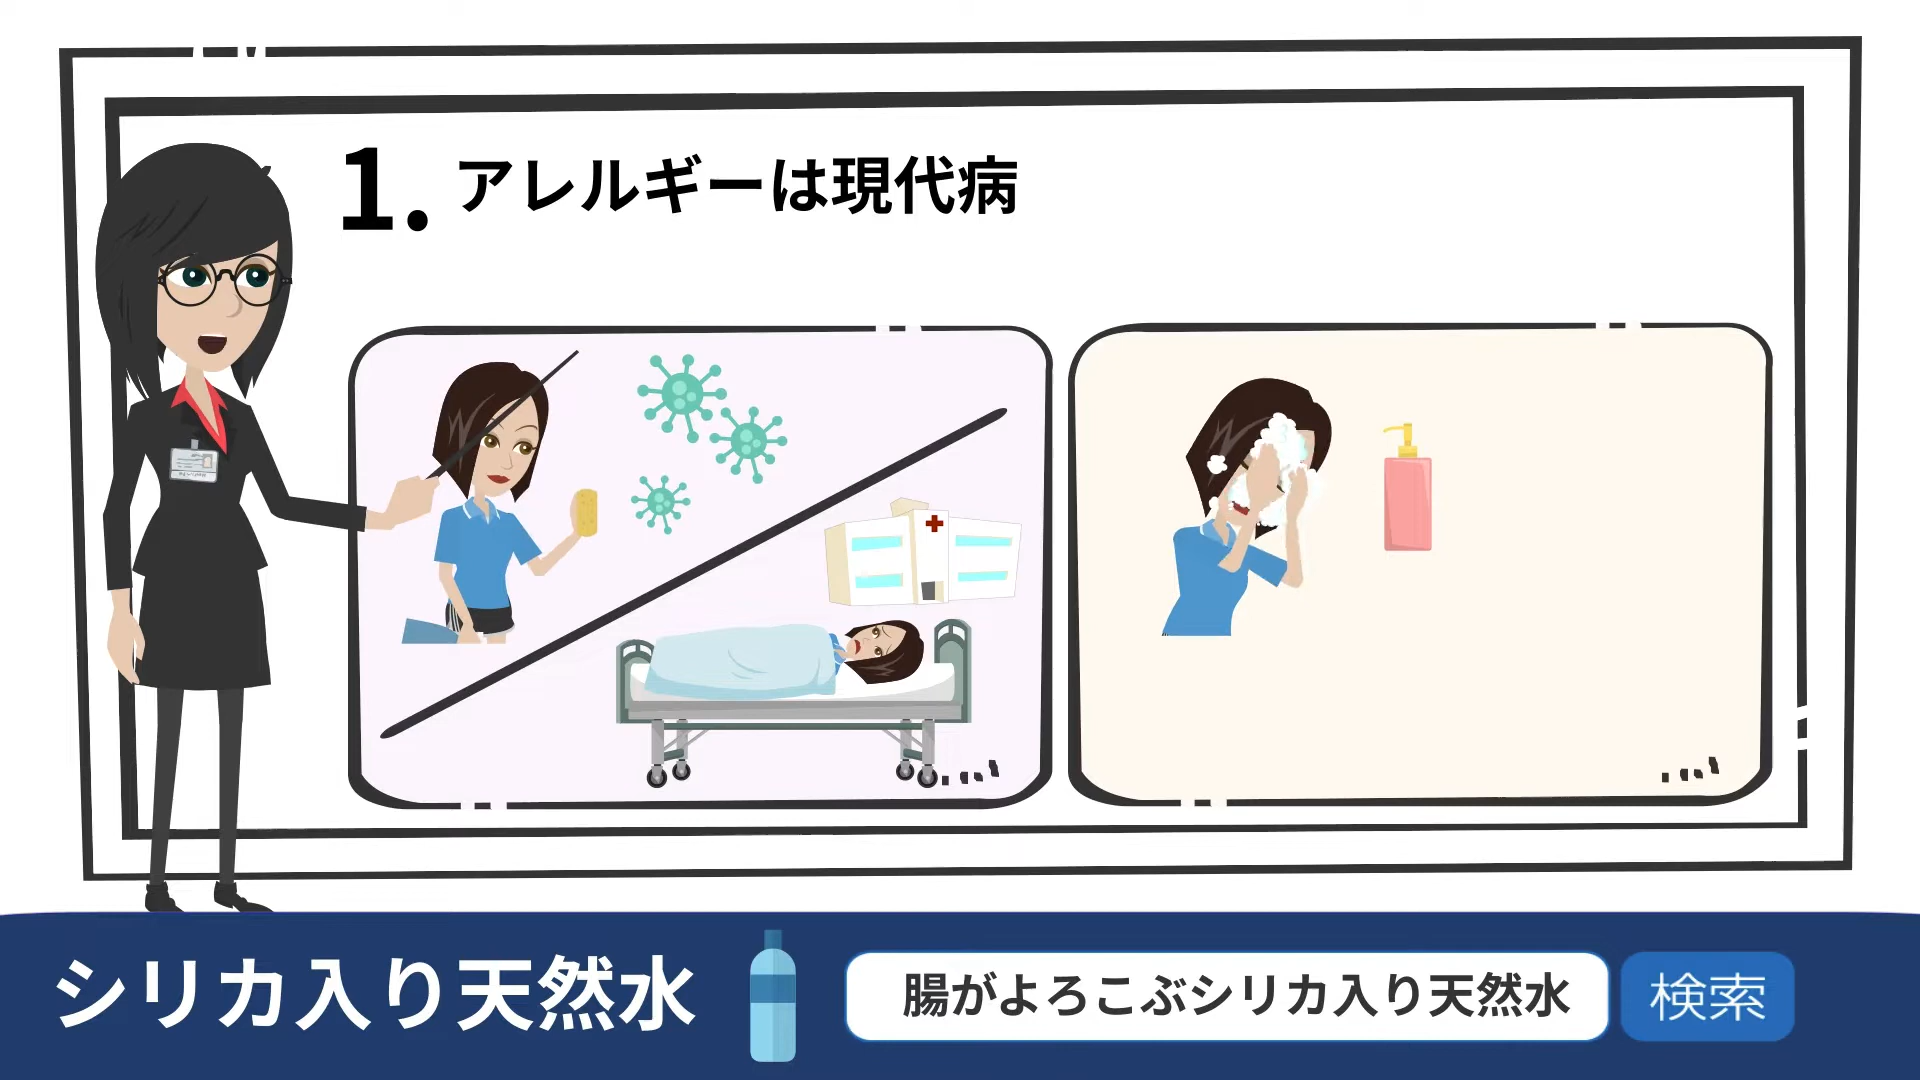 1. アレルギーは現代病
シリカ入り天然水
腸がよろこぶシリカ入り天然水
検索